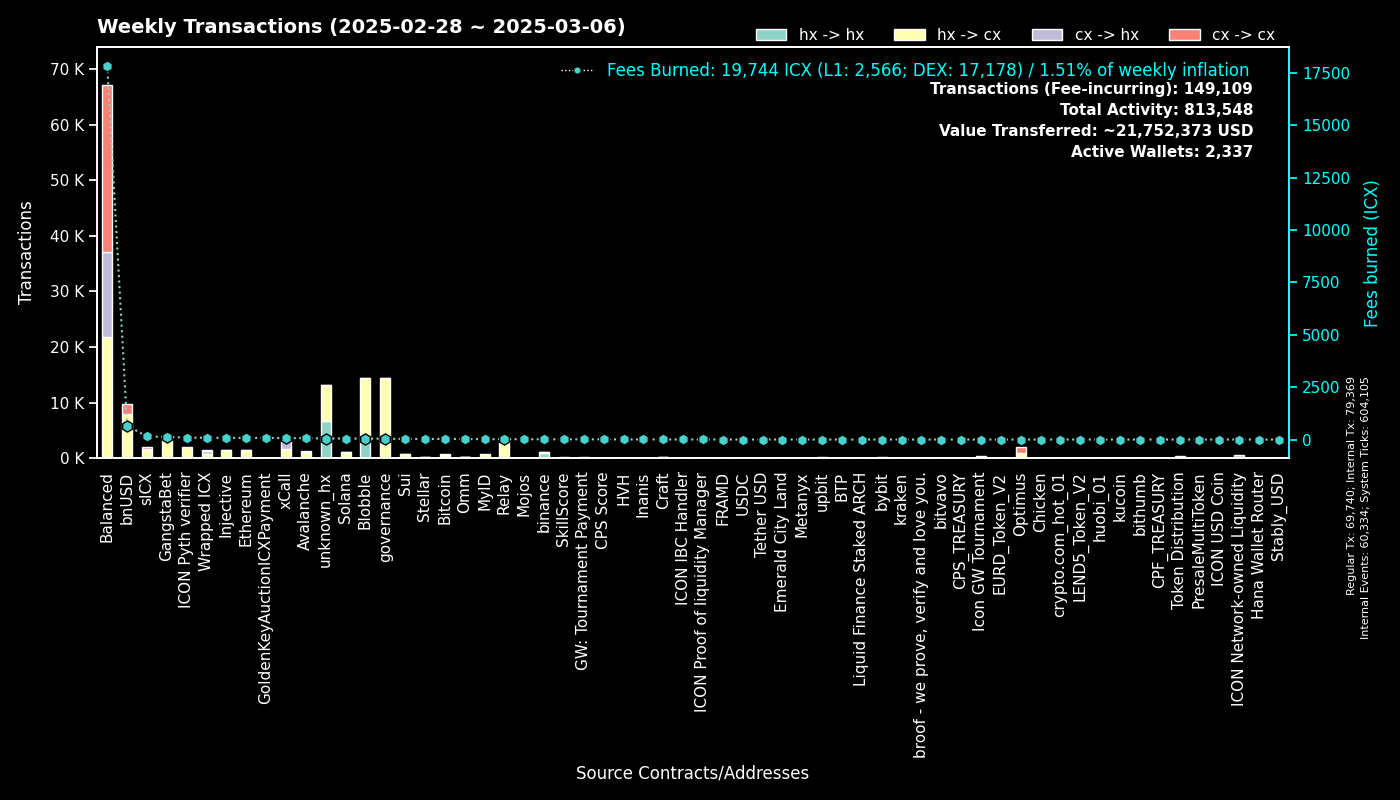 Weekly Transactions (2025-02-28 ~ 2025-03-06)
hx -> hx
hx -> cx
cx -> hx
cx -> cx
Fees Burned: 19,744 ICX (L1: 2,566; DEX: 17,178) / 1.51% of weekly inflation
Transactions (Fee-incurring): 149,109
Total Activity: 813,548
Value Transferred: ~21,752,373 USD
Active Wallets: 2,337
Transactions
70 K
60 K
50 K
40 K
30 K
20 K
10 K
0 K
17500
15000
12500
10000
7500
5000
2500
0
Fees burned (ICX)
Regular Tx: 69,740; Internal Tx: 79,369
Internal Events: 60,334; System Ticks: 604,105
Balanced
bnUSD
sICX
GangstaBet
ICON Pyth verifier
Wrapped ICX
Injective
Ethereum
GoldenKeyAuctionICXPayment
xCall
Avalanche
unknown_hx
Solana
Blobble
governance
Sui
Stellar
Bitcoin
Omm
MyID
Relay
Mojos
binance
SkillScore
GW: Tournament Payment
CPS Score
HVH
Inanis
Craft
ICON IBC Handler
ICON Proof of liquidity Manager
FRAMD
USDC
Tether USD
Emerald City Land
Metanyx
upbit
BTP
Liquid Finance Staked ARCH
bybit
kraken
broof - we prove, verify and love you.
bitvavo
CPS_TREASURY
Icon GW Tournament
EURD_Token_V2
Optimus
Chicken
crypto.com_hot_01
LEND5_Token_V2
huobi_01
kucoin
bithumb
CPF_TREASURY
Token Distribution
PresaleMultiToken
ICON USD Coin
ICON Network-owned Liquidity
Hana Wallet Router
Stably_USD
Source Contracts/Addresses